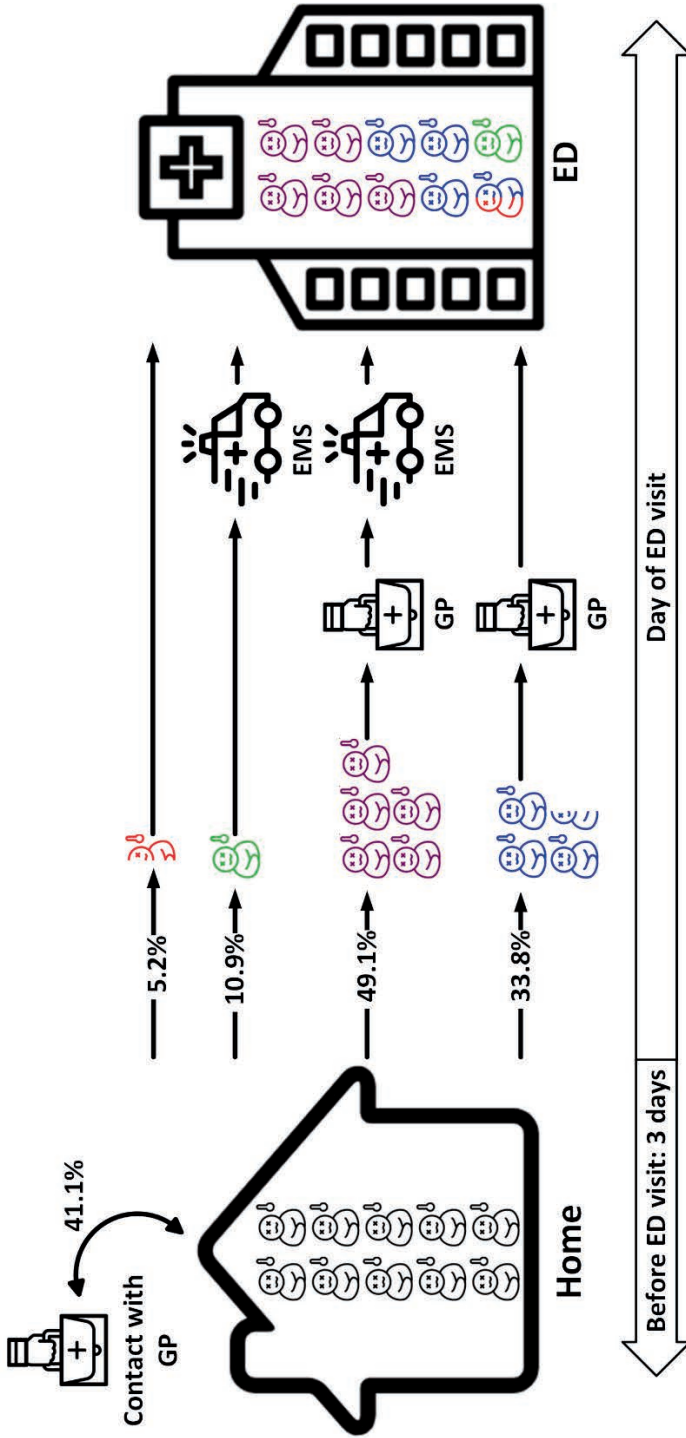 41.1%
Contact with
GP
Home
5.2%
10.9%
49.1%
33.8%
EMS
GP
EMS
GP
ED
Before ED visit: 3 days
Day of ED visit